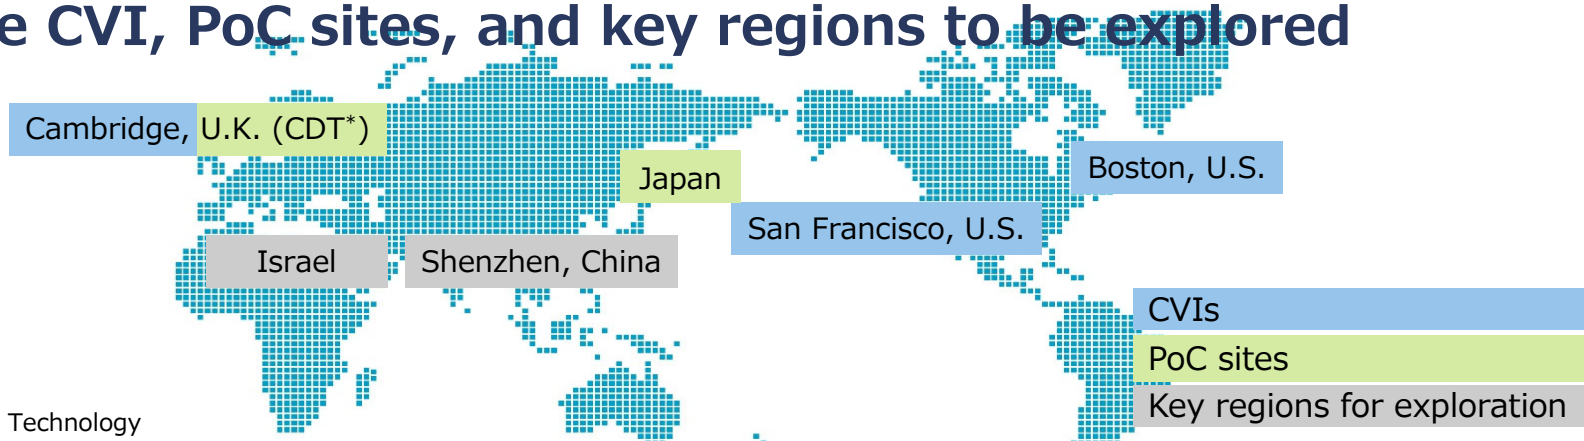 e CVI, PoC sites, and key regions to be explored
Cambridge, U.K. (CDT*)
Japan
Boston, U.S.
San Francisco, U.S.
Israel
Shenzhen, China
CVIs
PoC sites
Key regions for exploration
Technology